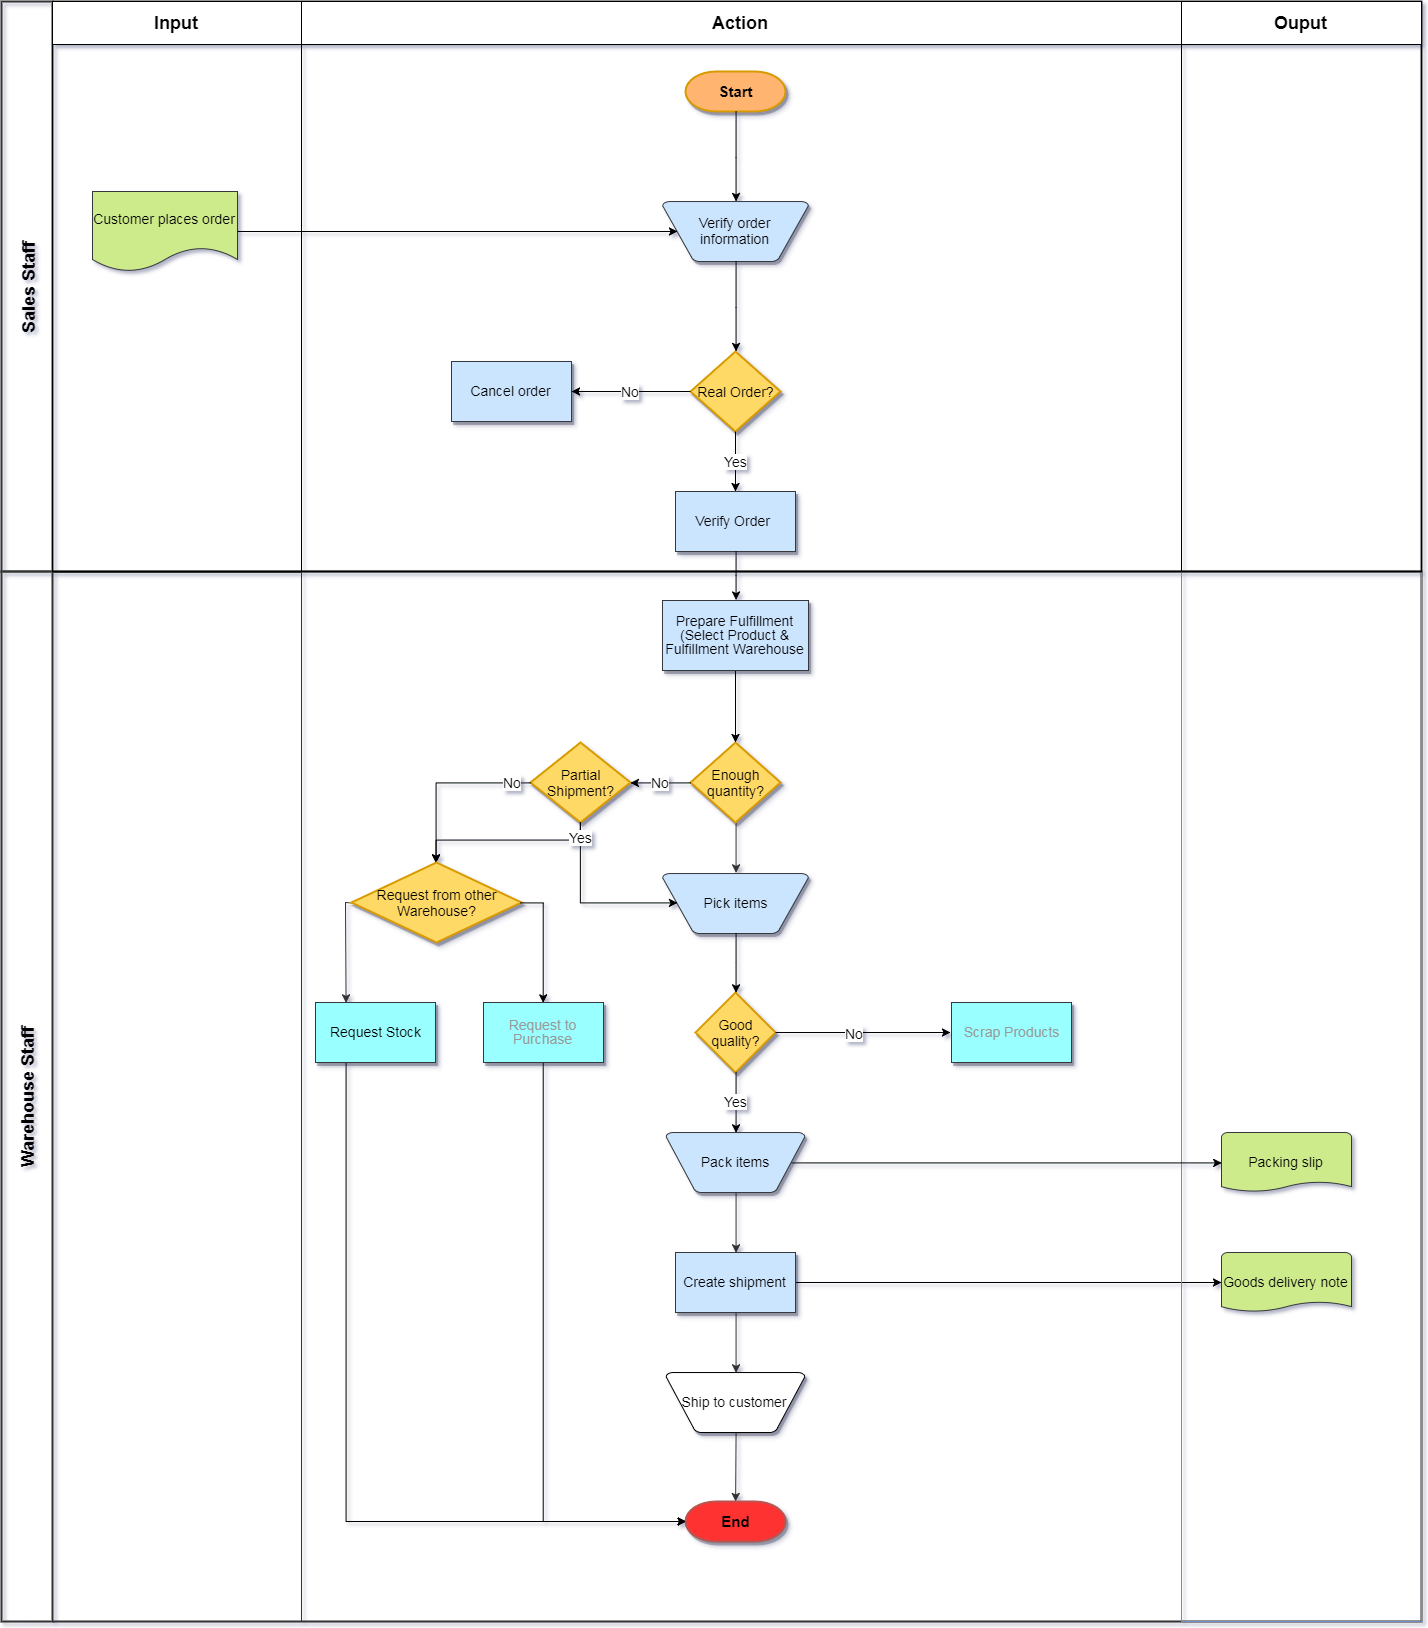 Input
Action
Ouput
Sales Staff
Start
Customer places order
Verify order
information
Real Order?
No
Cancel order
Yes
Verify Order
Warehouse Staff
Prepare Fulfillment
(Select Product &
Fulfillment Warehouse
Enough
quantity?
No
Partial
Shipment?
No
Yes
Request from other
Warehouse?
Pick items
Request Stock
Request to
Purchase
Good
quality?
No
Scrap Products
Yes
Pack items
Packing slip
Create shipment
Goods delivery note
Ship to customer
End